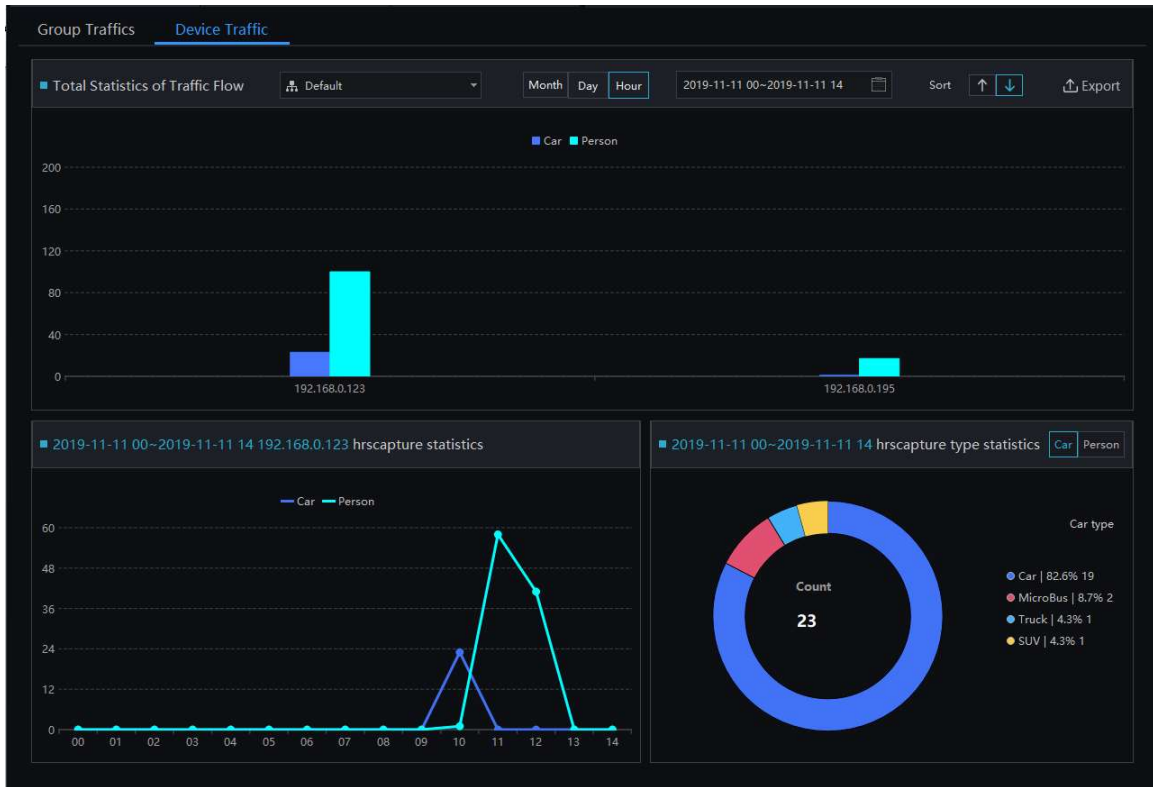 Group Traffics Device Traffic
Total Statistics of Traffic Flow Default Month Day Hour 2019-11-11 00~2019-11-11 14 Sort ↑ ↓ Export
Car Person
200
160
120
80
40
0
192.168.0.123 192.168.0.195
2019-11-11 00~2019-11-11 14 192.168.0.123 hrscapture statistics
Car Person
60
48
36
24
12
0
00 01 02 03 04 05 06 07 08 09 10 11 12 13 14
2019-11-11 00~2019-11-11 14 hrscapture type statistics Car Person
Car type
Count
23
Car | 82.6% 19
MicroBus | 8.7% 2
Truck | 4.3% 1
SUV | 4.3% 1